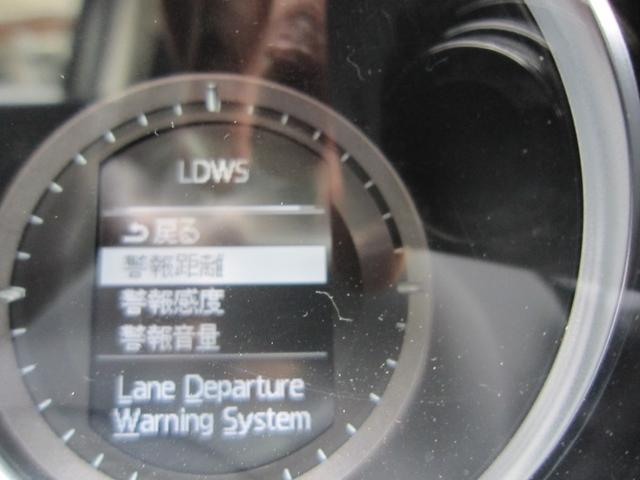 LDWS
戻る
警報距離
警報感度
警報音量
Lane Departure
Warning System